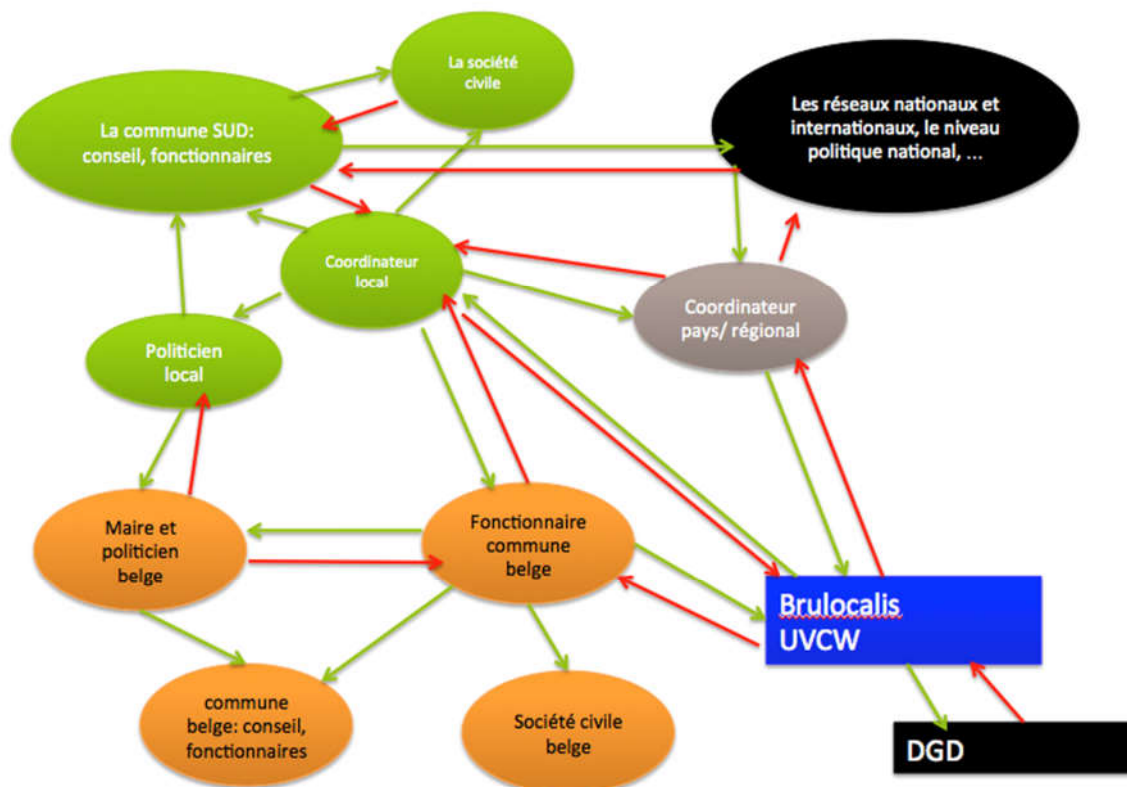 La société
civile
La commune SUD:
conseil, fonctionnaires
Les réseaux nationaux et
internationaux, le niveau
politique national, ...
Coordinateur
local
Coordinateur
pays/ régional
Politicien
local
Maire et
politicien
belge
Fonctionnaire
commune
belge
Brulocalis
UVCW
commune
belge: conseil,
fonctionnaires
Société civile
belge
DGD